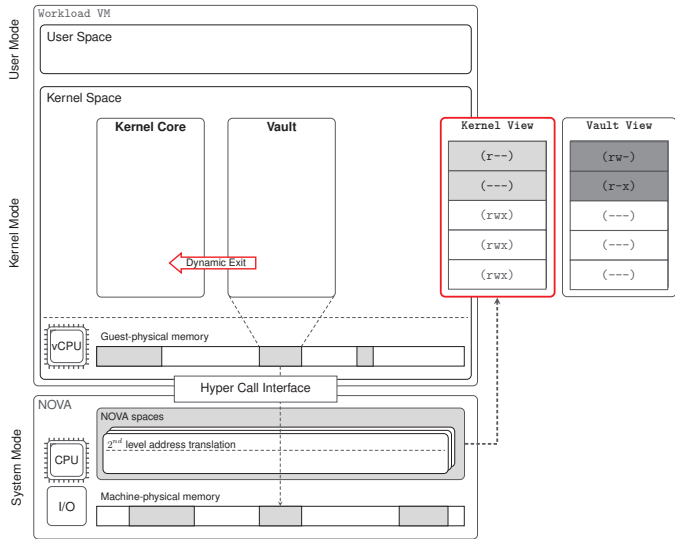 Workload VM
User Mode
User Space
Kernel Mode
Kernel Space
Kernel Core
Vault
Dynamic Exit
Kernel View
(r--)
(---)
(rwx)
(rwx)
(rwx)
Vault View
(rw-)
(r-x)
(---)
(---)
(---)
vCPU
Guest-physical memory
Hyper Call Interface
System Mode
NOVA
NOVA spaces
2nd level address translation
CPU
I/O
Machine-physical memory